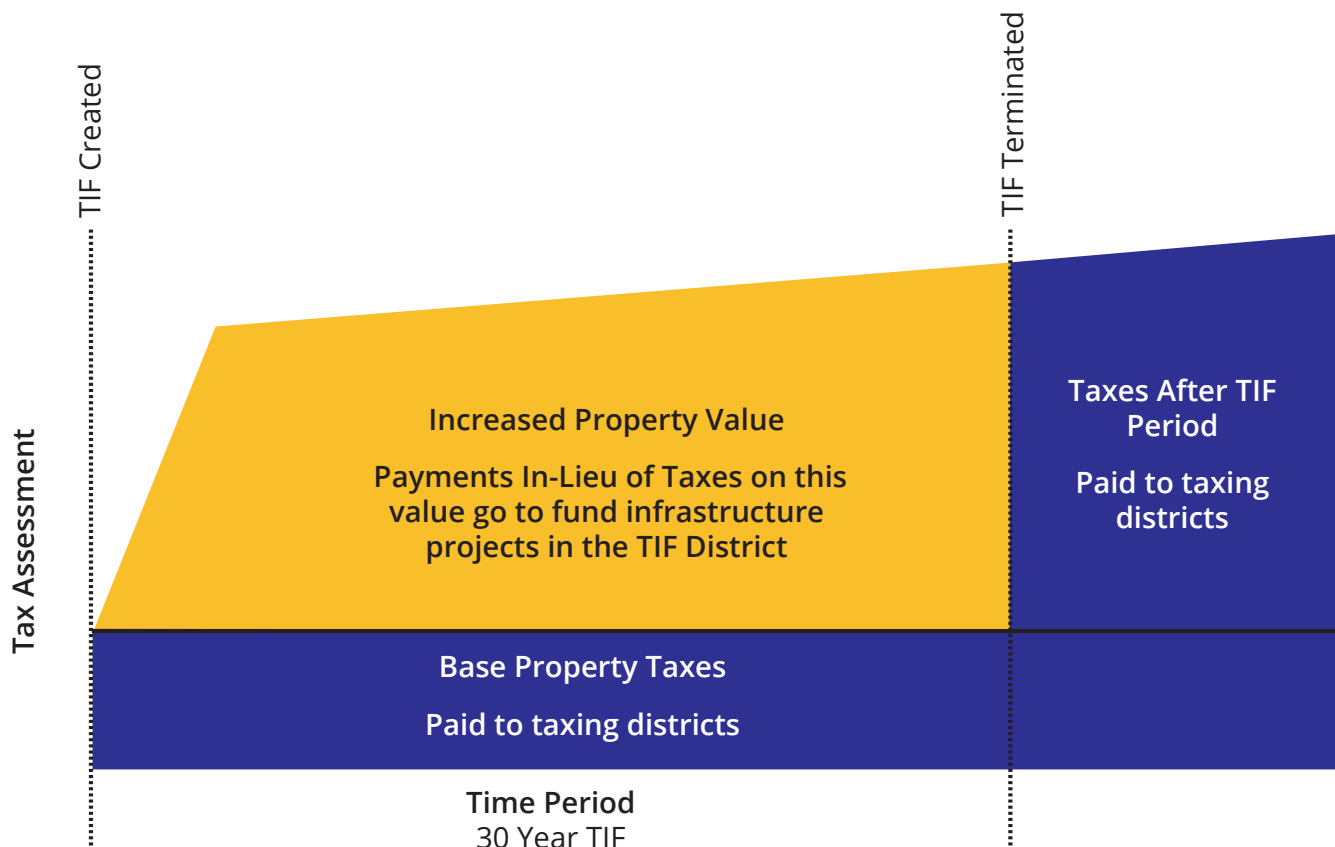 TIF Created
TIF Terminated
Tax Assessment
Increased Property Value
Payments In-Lieu of Taxes on this
value go to fund infrastructure
projects in the TIF District
Taxes After TIF
Period
Paid to taxing
districts
Base Property Taxes
Paid to taxing districts
Time Period
30 Year TIF